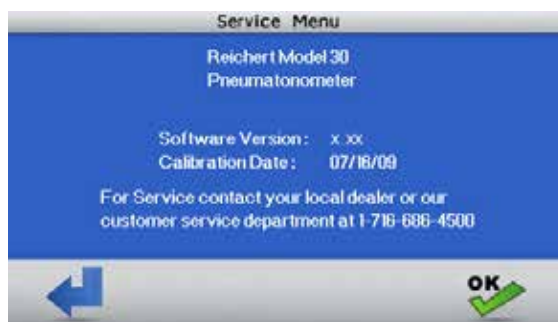 Service Menu
Reichert Model 30
Pneumatonometer
Software Version: x.xx
Calibration Date: 07/16/09
For Service contact your local dealer or our
customer service department at 1-716-686-4500
OK